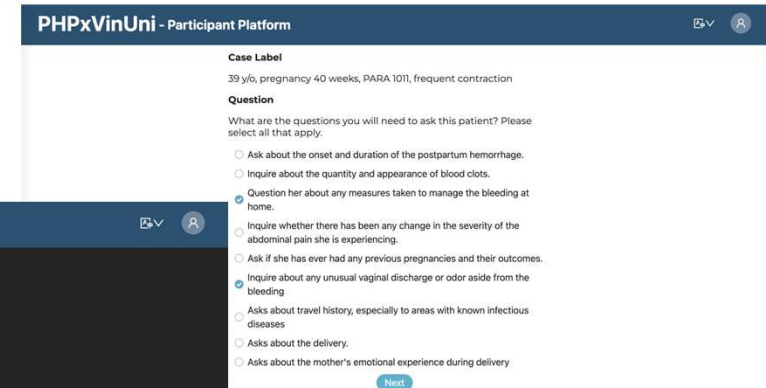 PHPxVinUni - Participant Platform
Case Label
39 y/o, pregnancy 40 weeks, PARA 1011, frequent contraction
Question
What are the questions you will need to ask this patient? Please
select all that apply.
Ask about the onset and duration of the postpartum hemorrhage.
Inquire about the quantity and appearance of blood clots.
Question her about any measures taken to manage the bleeding at
home.
Inquire whether there has been any change in the severity of the
abdominal pain she is experiencing.
Ask if she has ever had any previous pregnancies and their outcomes.
Inquire about any unusual vaginal discharge or odor aside from the
bleeding
Asks about travel history, especially to areas with known infectious
diseases
Asks about the delivery.
Asks about the mother's emotional experience during delivery
Next